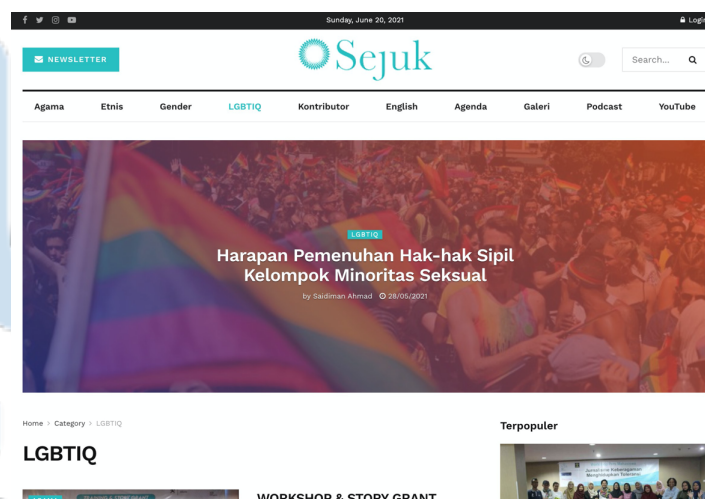 Sunday, June 20, 2021
Login
NEWSLETTER
Sejuk
Search...
Agama Etnis Gender LGBTIQ Kontributor English Agenda Galeri Podcast YouTube
LGBTIQ
Harapan Pemenuhan Hak-hak Sipil
Kelompok Minoritas Seksual
by Saidiman Ahmad 28/05/2021
Home > Category > LGBTIQ
LGBTIQ
Terpopuler
WORKSHOP & STORY GRANT
Jurnalisme Keberagaman